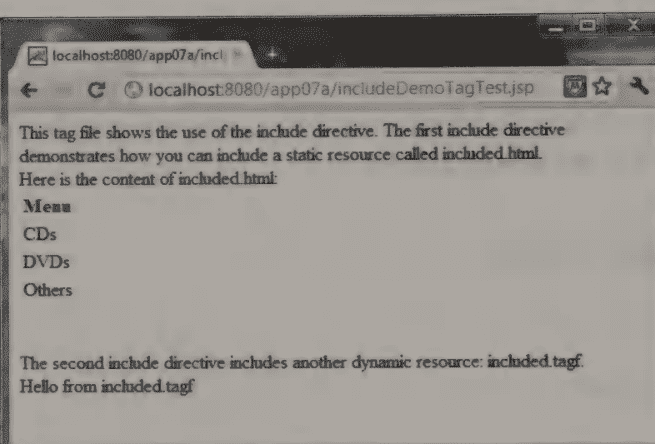 localhost:8080/app07a/incl
localhost:8080/app07a/includeDemoTagTest.jsp
This tag file shows the use of the include directive. The first include directive
demonstrates how you can include a static resource called included.html.
Here is the content of included.html:
Menu
CDs
DVDs
Others
The second include directive includes another dynamic resource: included.tagf.
Hello from included.tagf